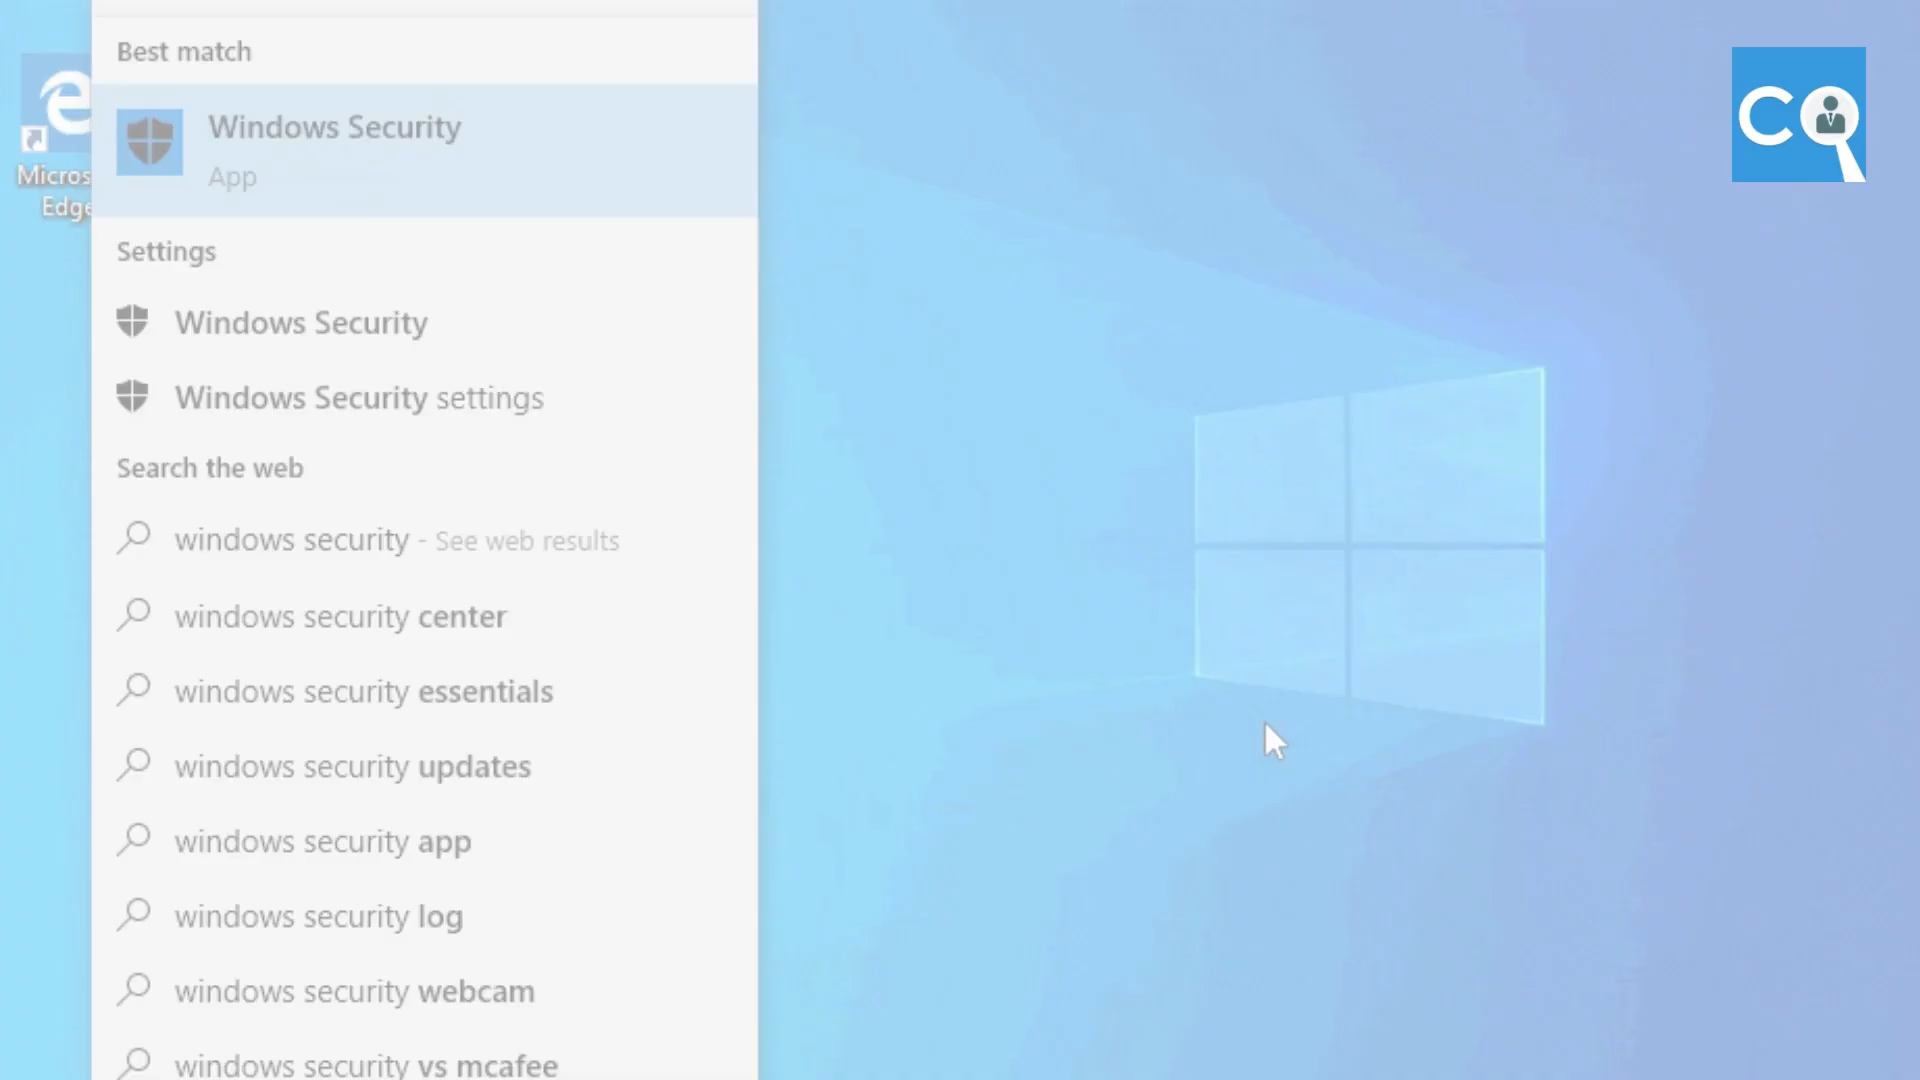 Best match
Windows Security
App
Micros
Edge
Settings
Windows Security
Windows Security settings
Search the web
windows security - See web results
windows security center
windows security essentials
windows security updates
windows security app
windows security log
windows security webcam
windows security vs mcafee
CQ